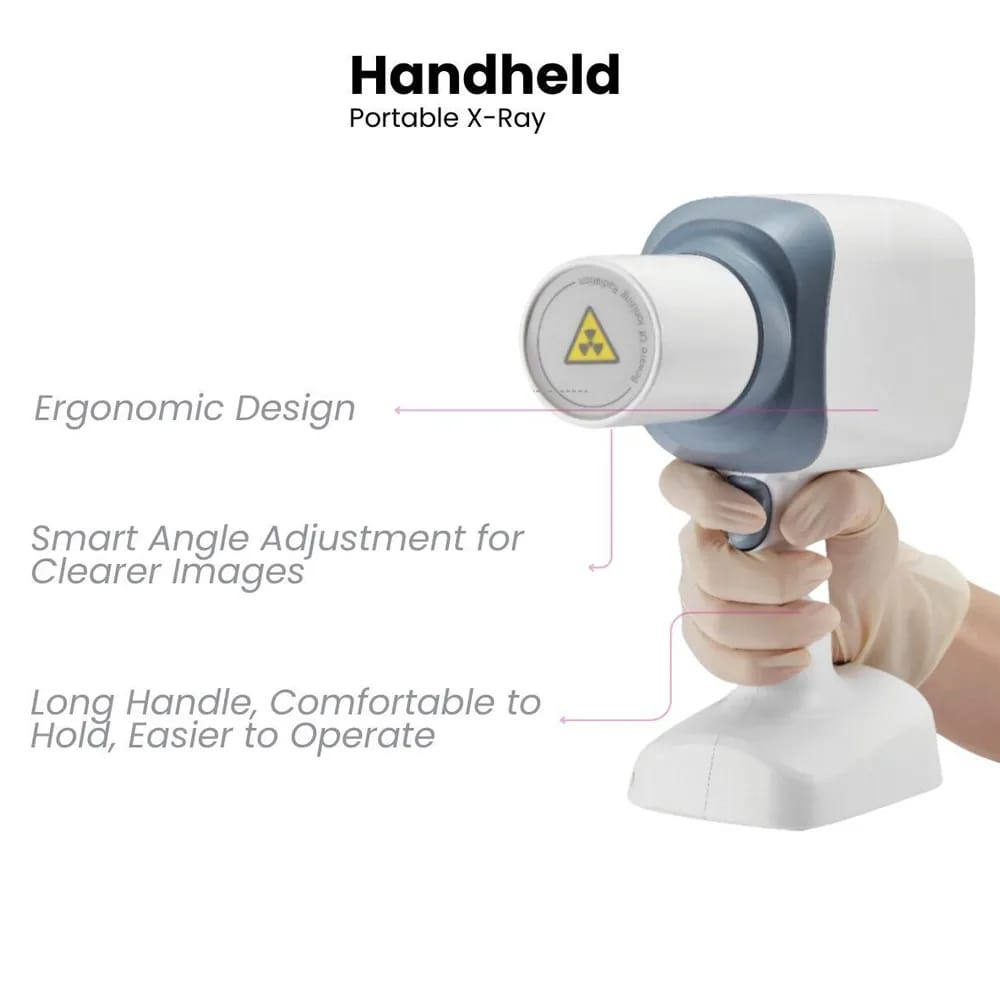 Handheld
Portable X-Ray
Ergonomic Design
Smart Angle Adjustment for
Clearer Images
Long Handle, Comfortable to
Hold, Easier to Operate